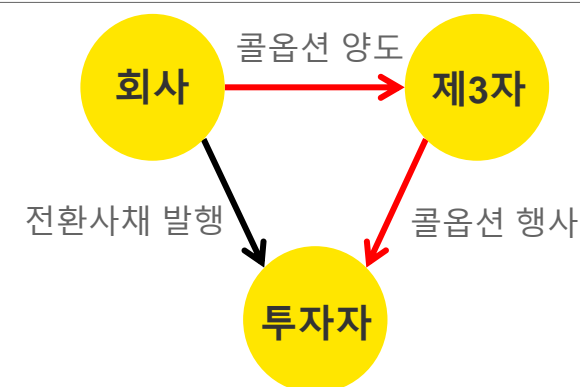 콜옵션 양도
회사
제3자
전환사채 발행
콜옵션 행사
투자자